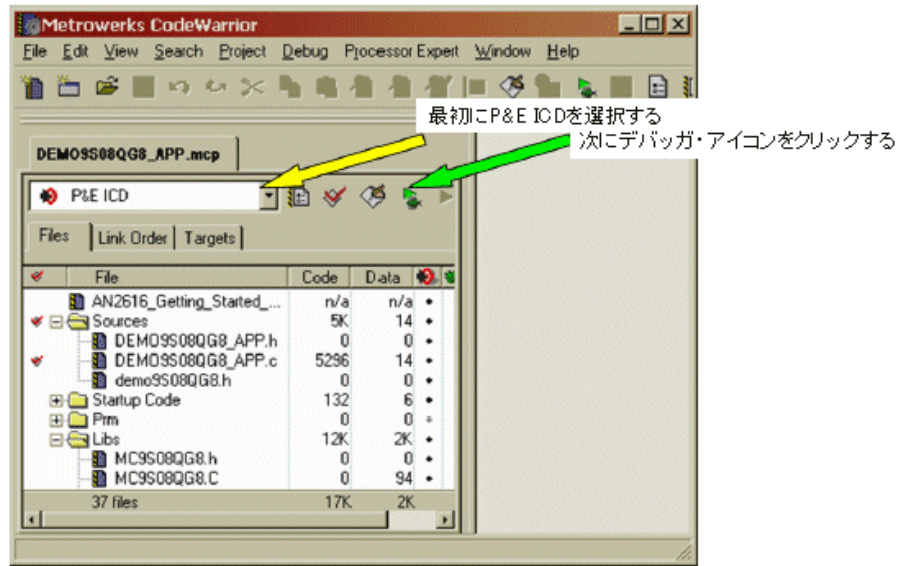 Metrowerks CodeWarrior
File Edit View Search Project Debug Processor Expert Window Help
最初にP&E ICDを選択する
次にデバッガ・アイコンをクリックする
DEMO9S08QG8_APP.mcp
P&E ICD
Files Link Order Targets
File Code Data
AN2616_Getting_Started_... n/a n/a
Sources 5K 14
DEMO9S08QG8_APP.h 0 0
DEMO9S08QG8_APP.c 5296 14
demo9S08QG8.h 0 0
Startup Code 132 6
Prm 0 0
Libs 12K 2K
MC9S08QG8.h 0 0
MC9S08QG8.C 0 94
37 files 17K 2K